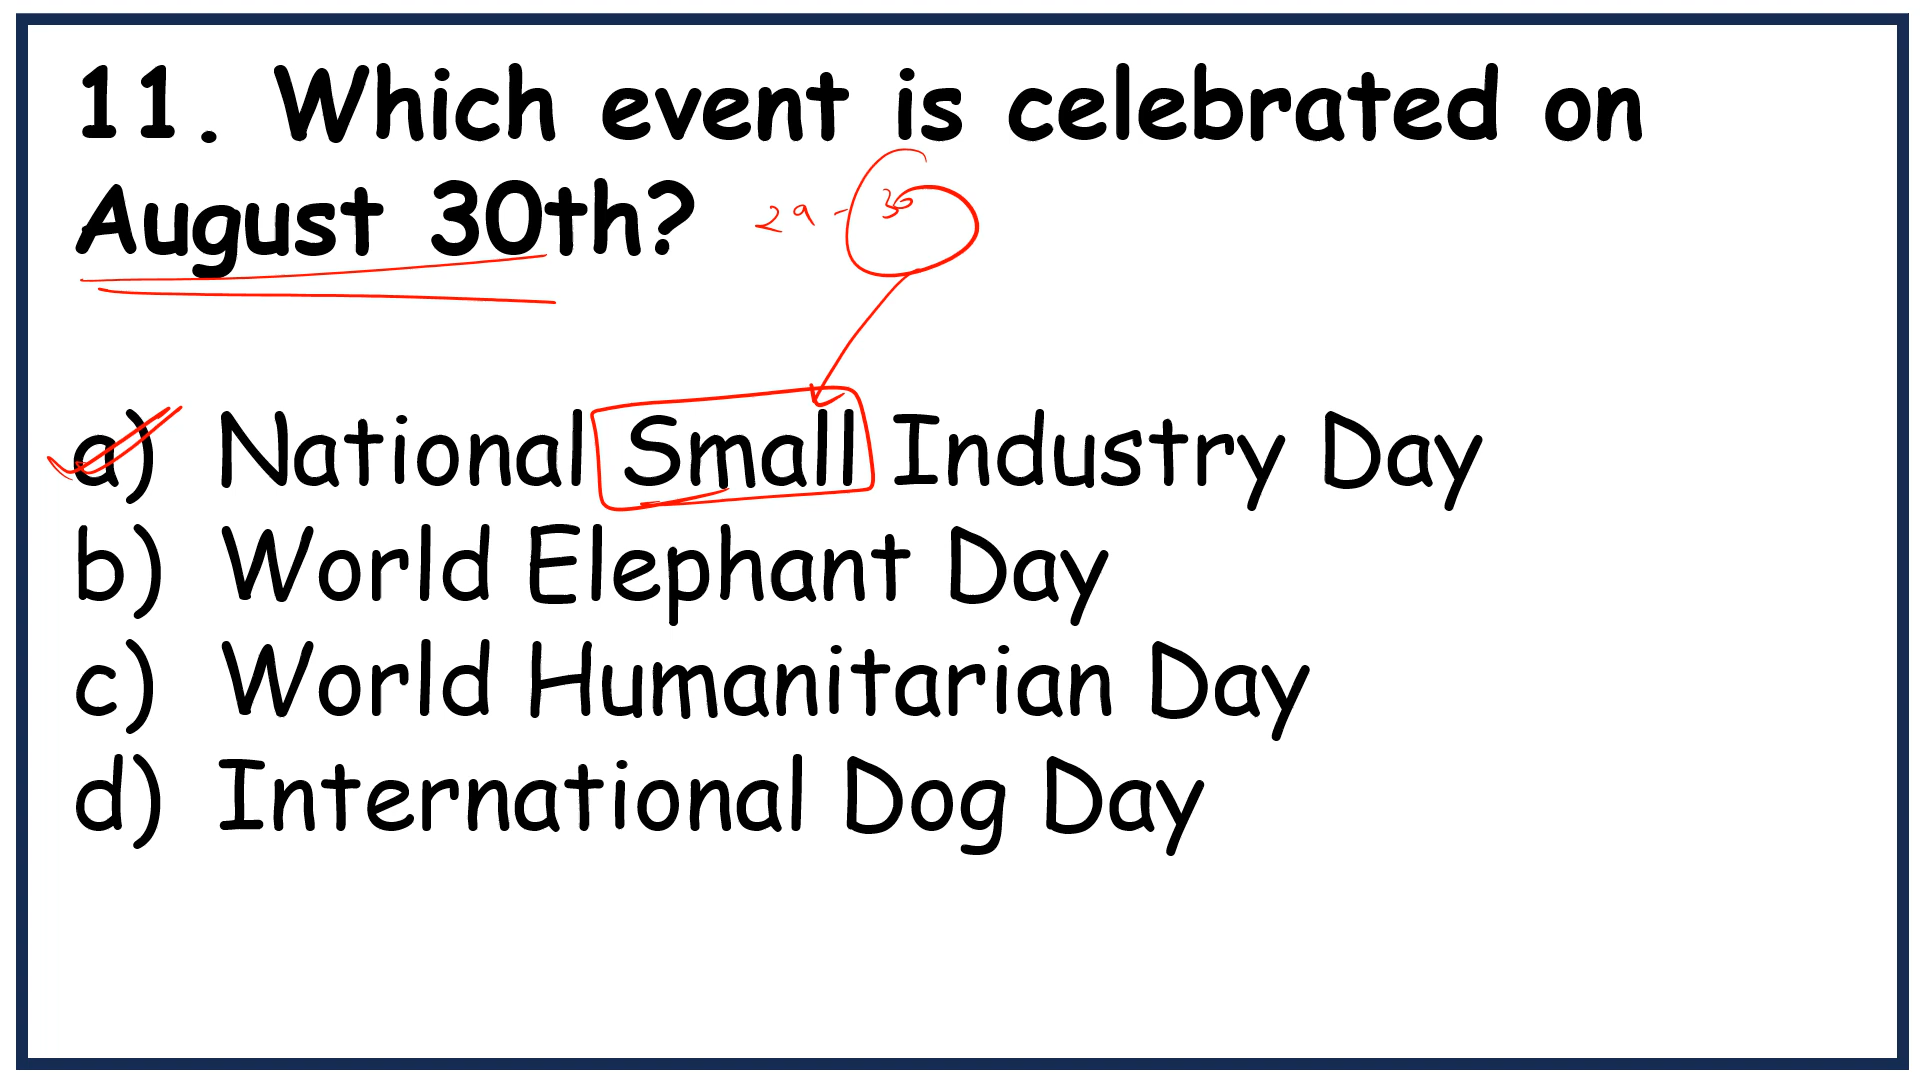 11. Which event is celebrated on
August 30th? 29 - 30
a) National Small Industry Day
b) World Elephant Day
c) World Humanitarian Day
d) International Dog Day